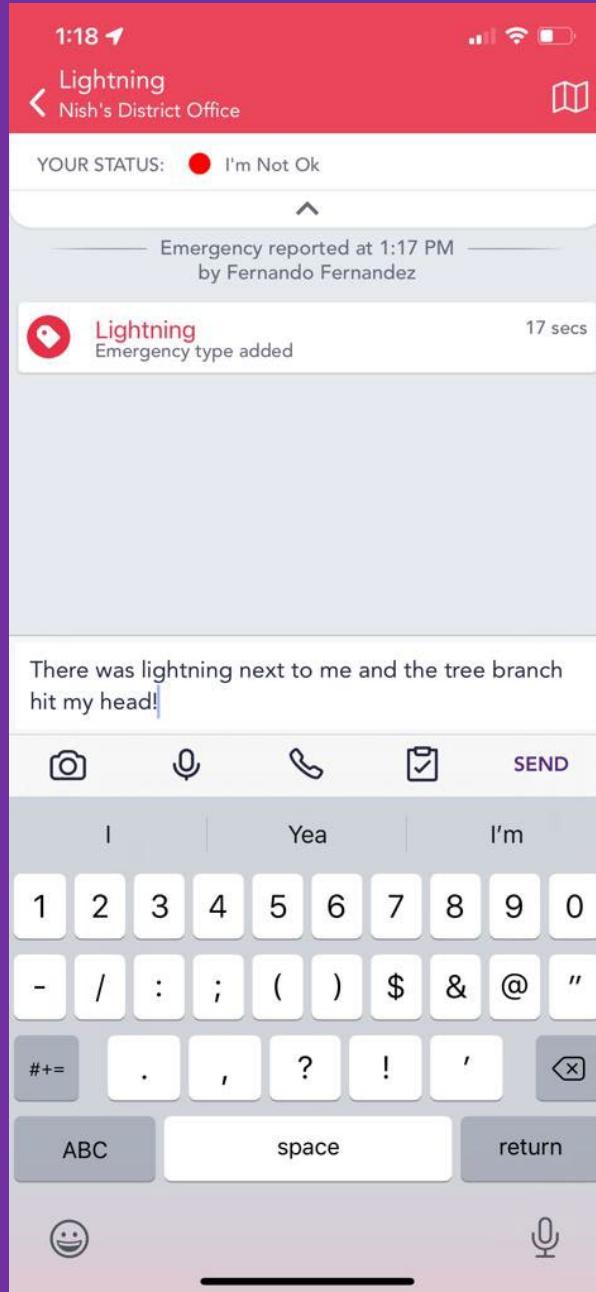 1:18
Lightning
Nish's District Office
YOUR STATUS: I'm Not Ok
Emergency reported at 1:17 PM
by Fernando Fernandez
Lightning 17 secs
Emergency type added
There was lightning next to me and the tree branch
hit my head!
SEND
I Yea I'm
1 2 3 4 5 6 7 8 9 0
- / : ; ( ) $ & @ "
#+= . , ? ! '
ABC space return